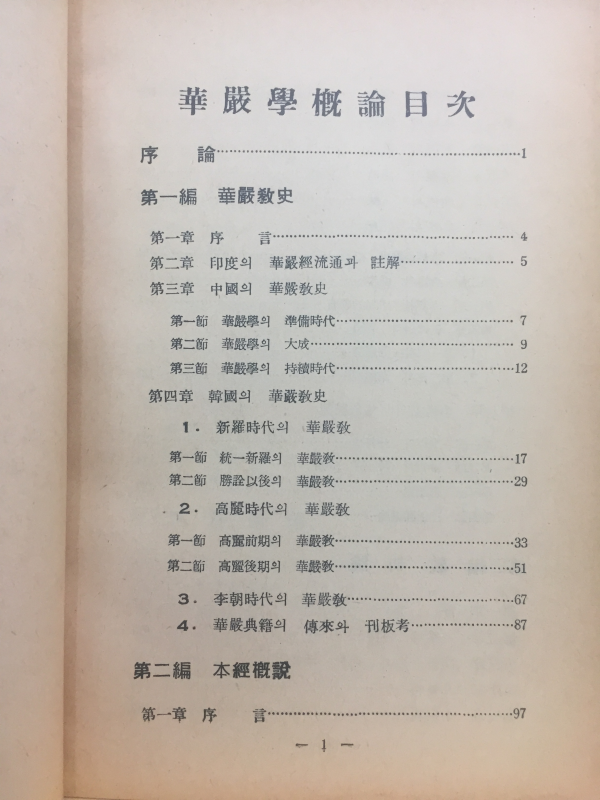 華嚴學槪論目次
序 論……………………………………1
第一編 華嚴敎史
第一章 序 言……………………………………4
第二章 印度의 華嚴經流通과 註解……………………5
第三章 中國의 華嚴敎史
第一節 華嚴學의 準備時代……………………………7
第二節 華嚴學의 大成……………………………9
第三節 華嚴學의 持續時代……………………………12
第四章 韓國의 華嚴敎史
1. 新羅時代의 華嚴敎
第一節 統一新羅의 華嚴敎……………………………17
第二節 勝詮以後의 華嚴敎……………………………29
2. 高麗時代의 華嚴敎
第一節 高麗前期의 華嚴敎……………………………33
第二節 高麗後期의 華嚴敎……………………………51
3. 李朝時代의 華嚴敎……………………………67
4. 華嚴典籍의 傳來와 刊板考……………………87
第二編 本經槪說
第一章 序 言……………………………………97
— 1 —